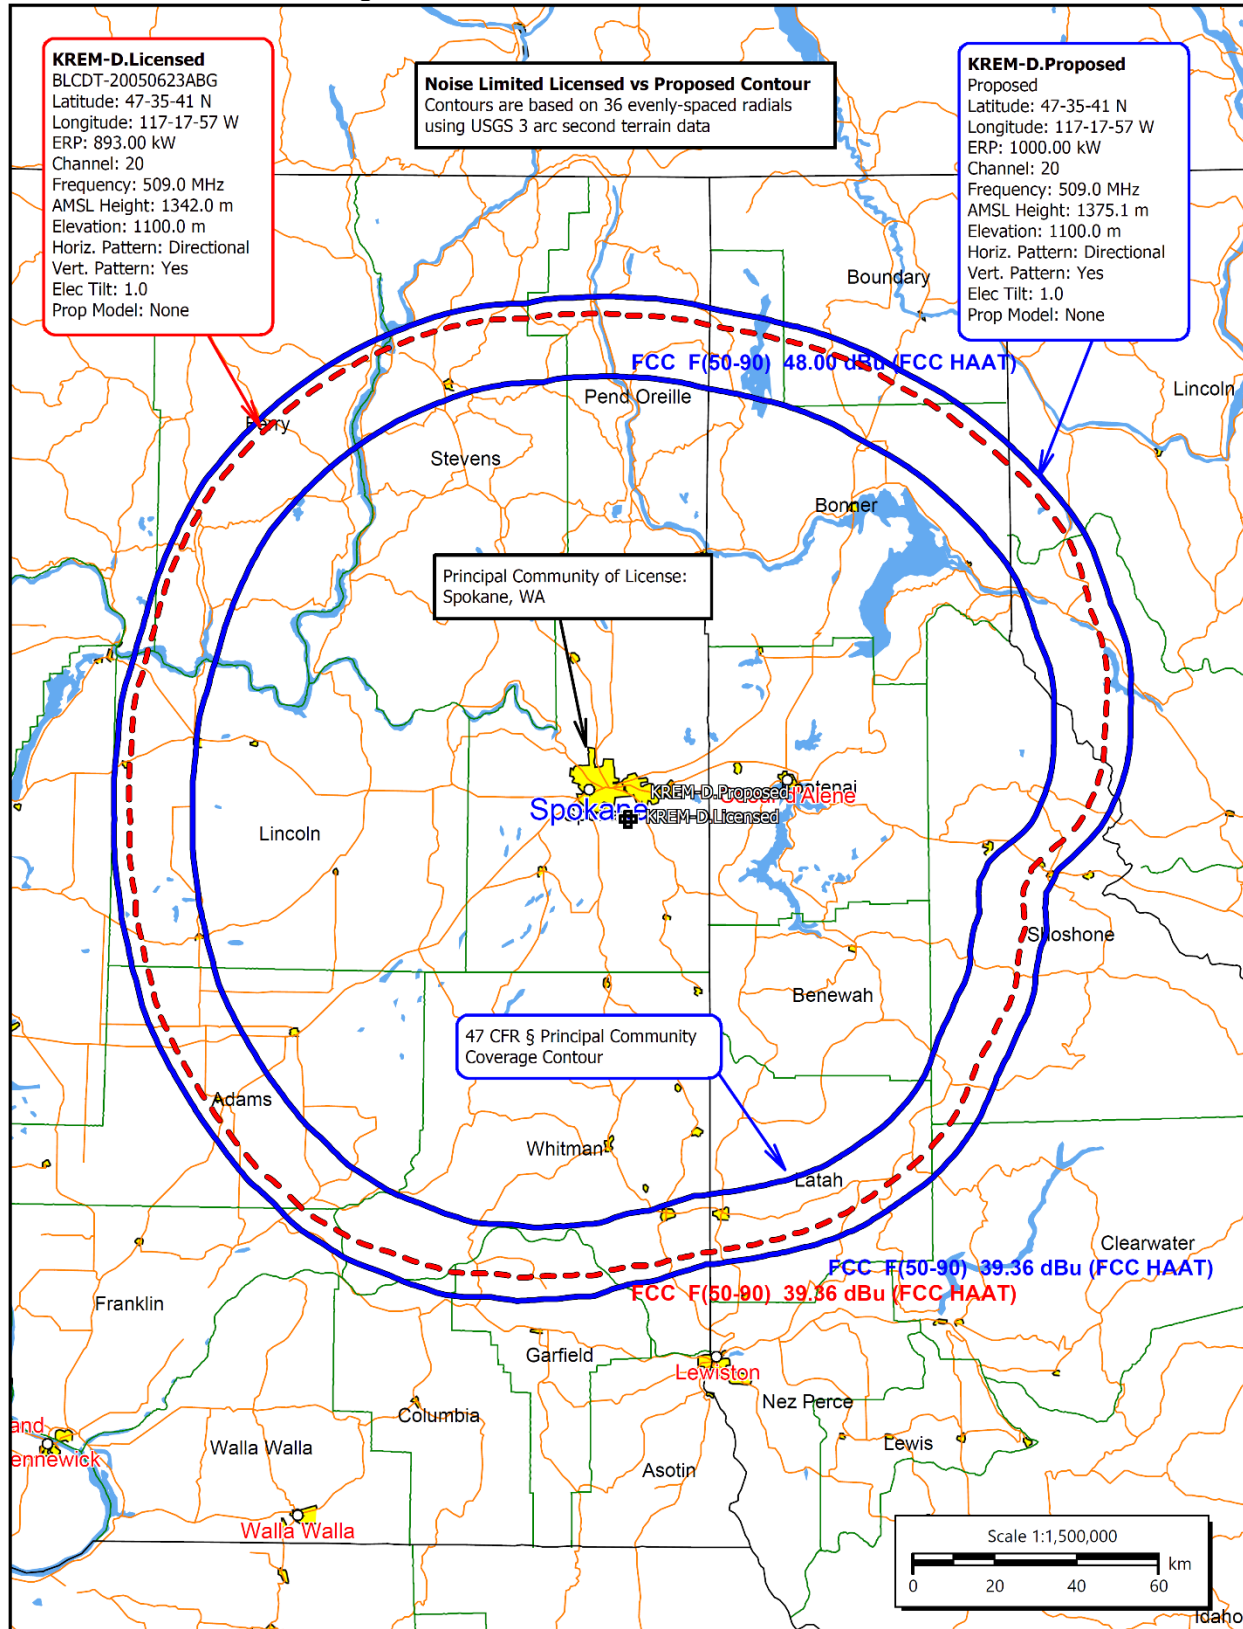 KREM-D.Licensed
BLCDT-20050623ABG
Latitude: 47-35-41 N
Longitude: 117-17-57 W
ERP: 893.00 kW
Channel: 20
Frequency: 509.0 MHz
AMSL Height: 1342.0 m
Elevation: 1100.0 m
Horiz. Pattern: Directional
Vert. Pattern: Yes
Elec Tilt: 1.0
Prop Model: None
Noise Limited Licensed vs Proposed Contour
Contours are based on 36 evenly-spaced radials
using USGS 3 arc second terrain data
KREM-D.Proposed
Proposed
Latitude: 47-35-41 N
Longitude: 117-17-57 W
ERP: 1000.00 kW
Channel: 20
Frequency: 509.0 MHz
AMSL Height: 1375.1 m
Elevation: 1100.0 m
Horiz. Pattern: Directional
Vert. Pattern: Yes
Elec Tilt: 1.0
Prop Model: None
Boundary
FCC F(50-90) 48.00 dBu (FCC HAAT)
Lincoln
Pend Oreille
Ferry
Stevens
Bonner
Principal Community of License:
Spokane, WA
KREM-D.Proposed
Coeur d'Alene
Spokane
KREM-D.Licensed
Lincoln
Shoshone
Benewah
47 CFR § Principal Community
Coverage Contour
Adams
Whitman
Latah
Clearwater
FCC F(50-90) 39.36 dBu (FCC HAAT)
FCC F(50-90) 39.36 dBu (FCC HAAT)
Franklin
Garfield
Lewiston
Nez Perce
Columbia
and
ennewick
Walla Walla
Lewis
Asotin
Walla Walla
Scale 1:1,500,000
km
0 20 40 60
Idaho